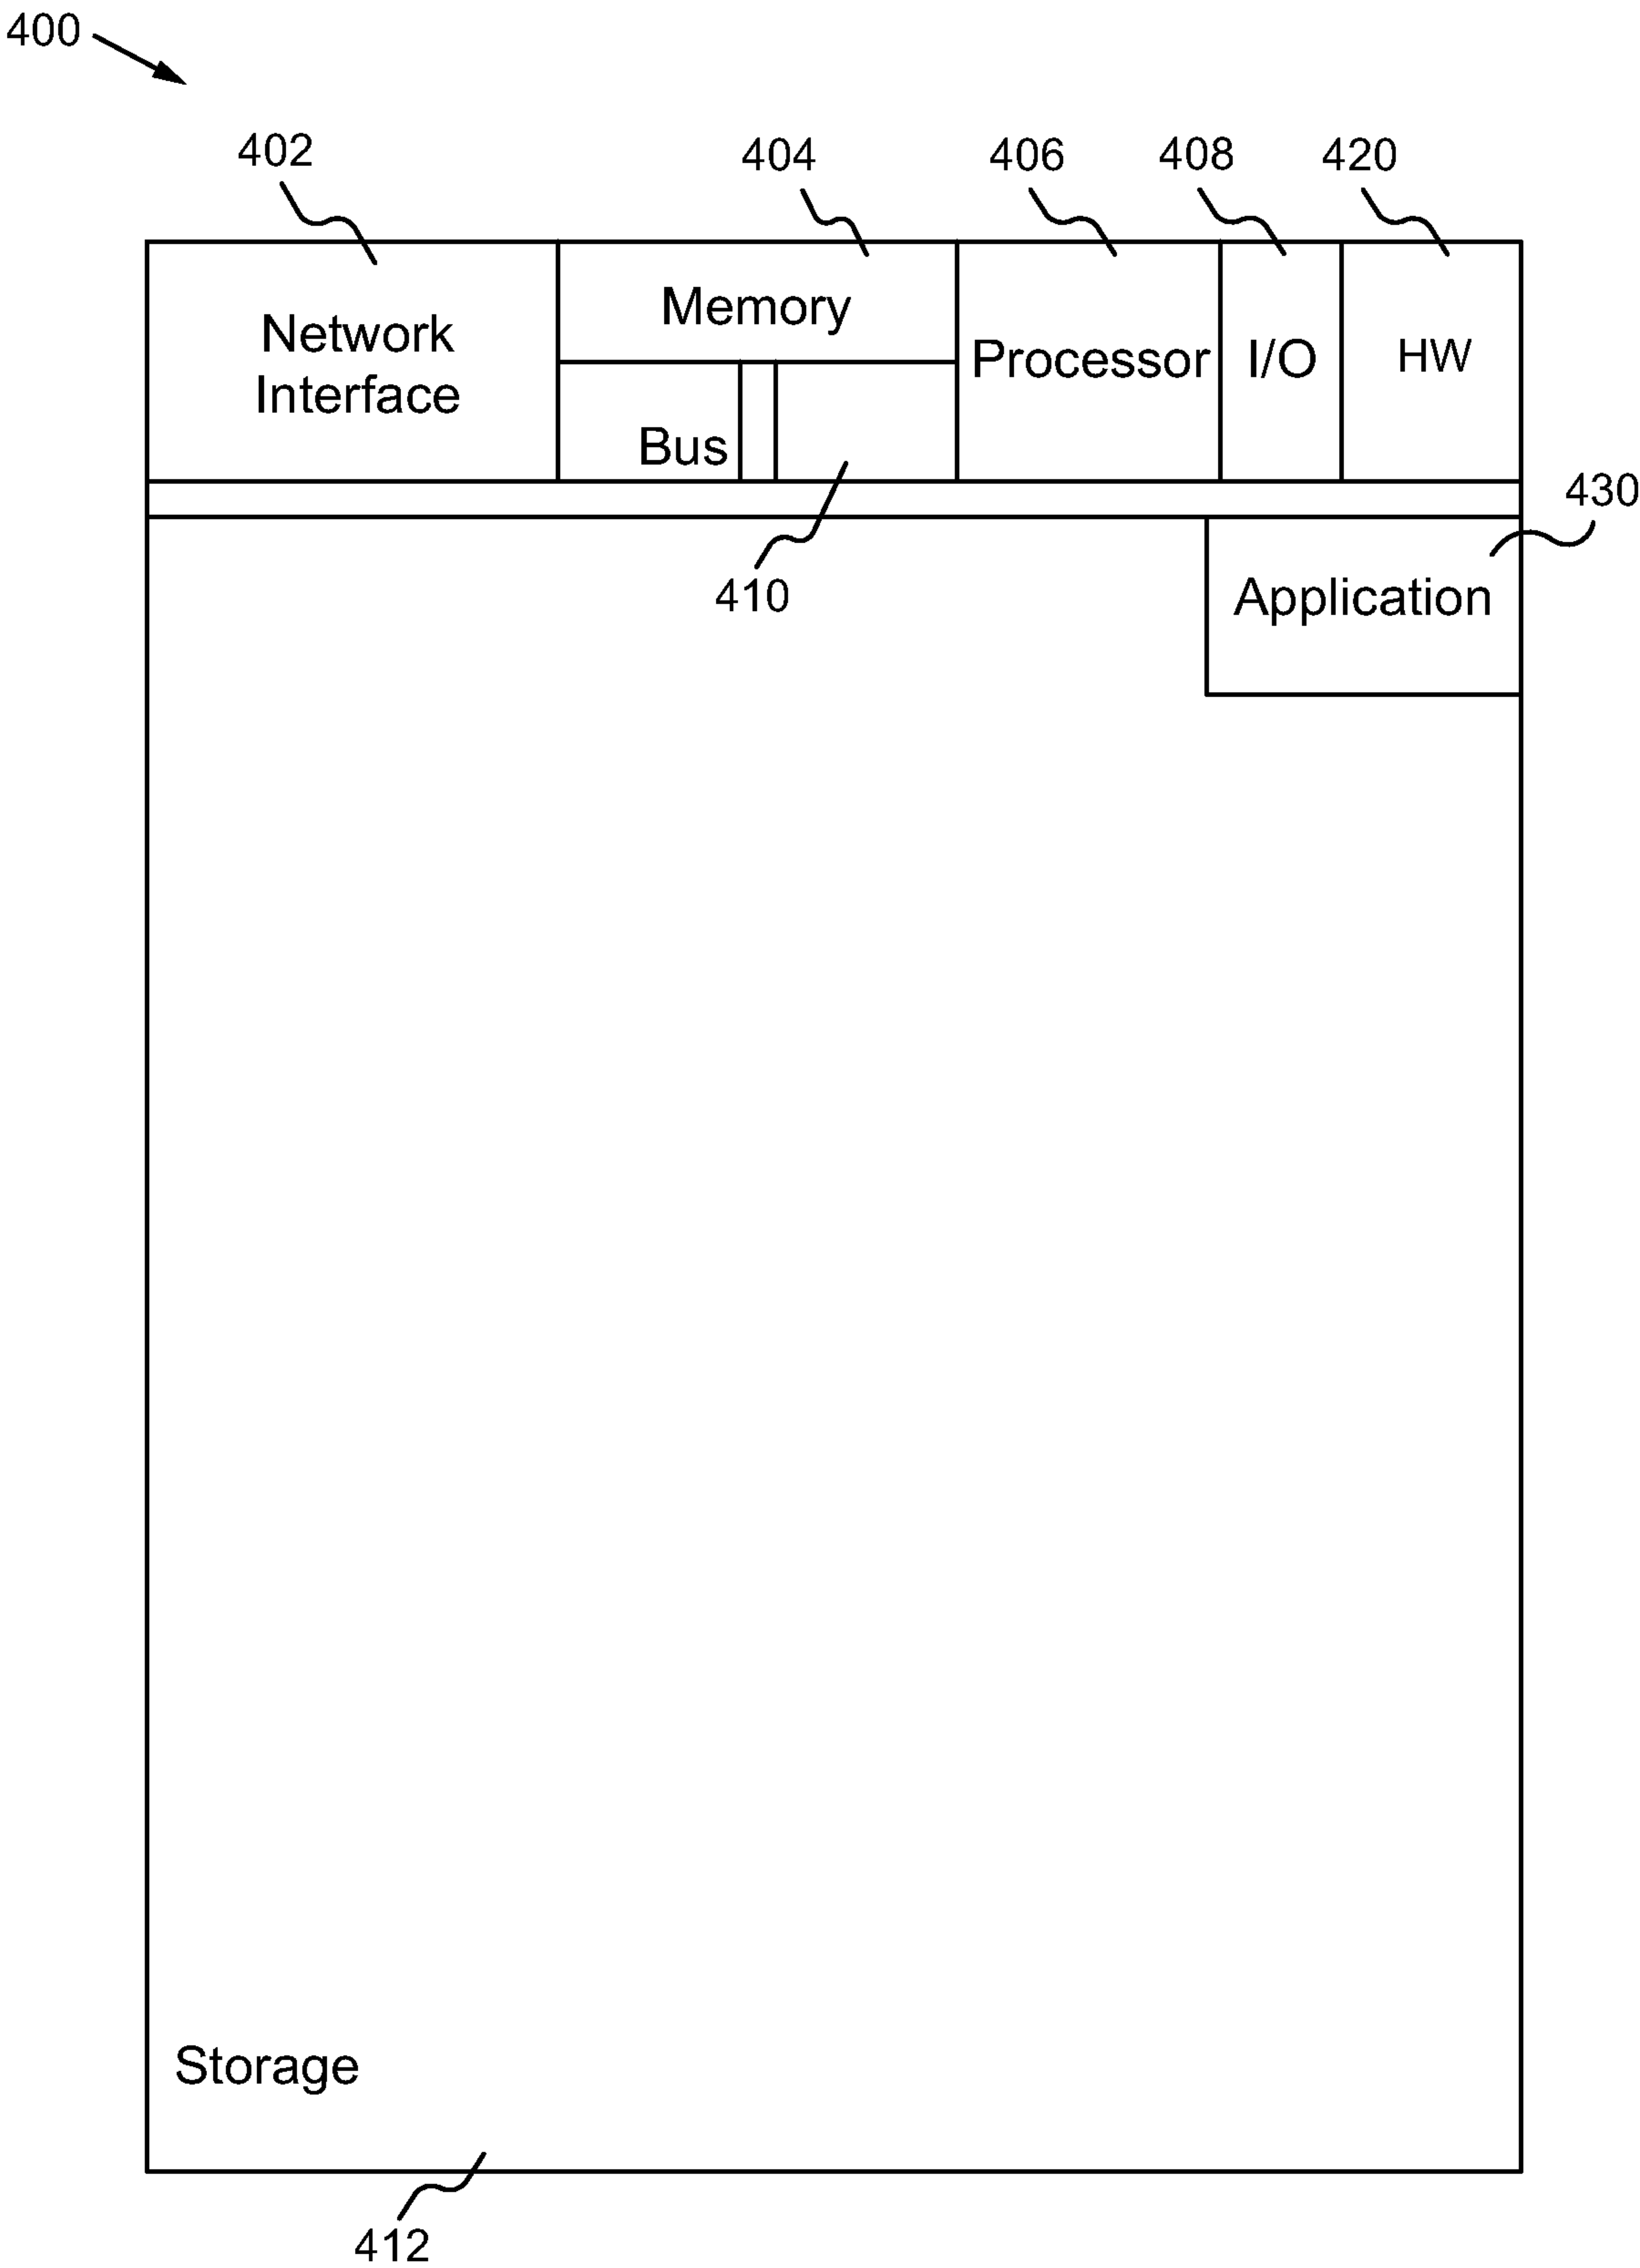 400
402
404
406
408
420
Network
Interface
Memory
Processor
I/O
HW
Bus
430
410
Application
Storage
412